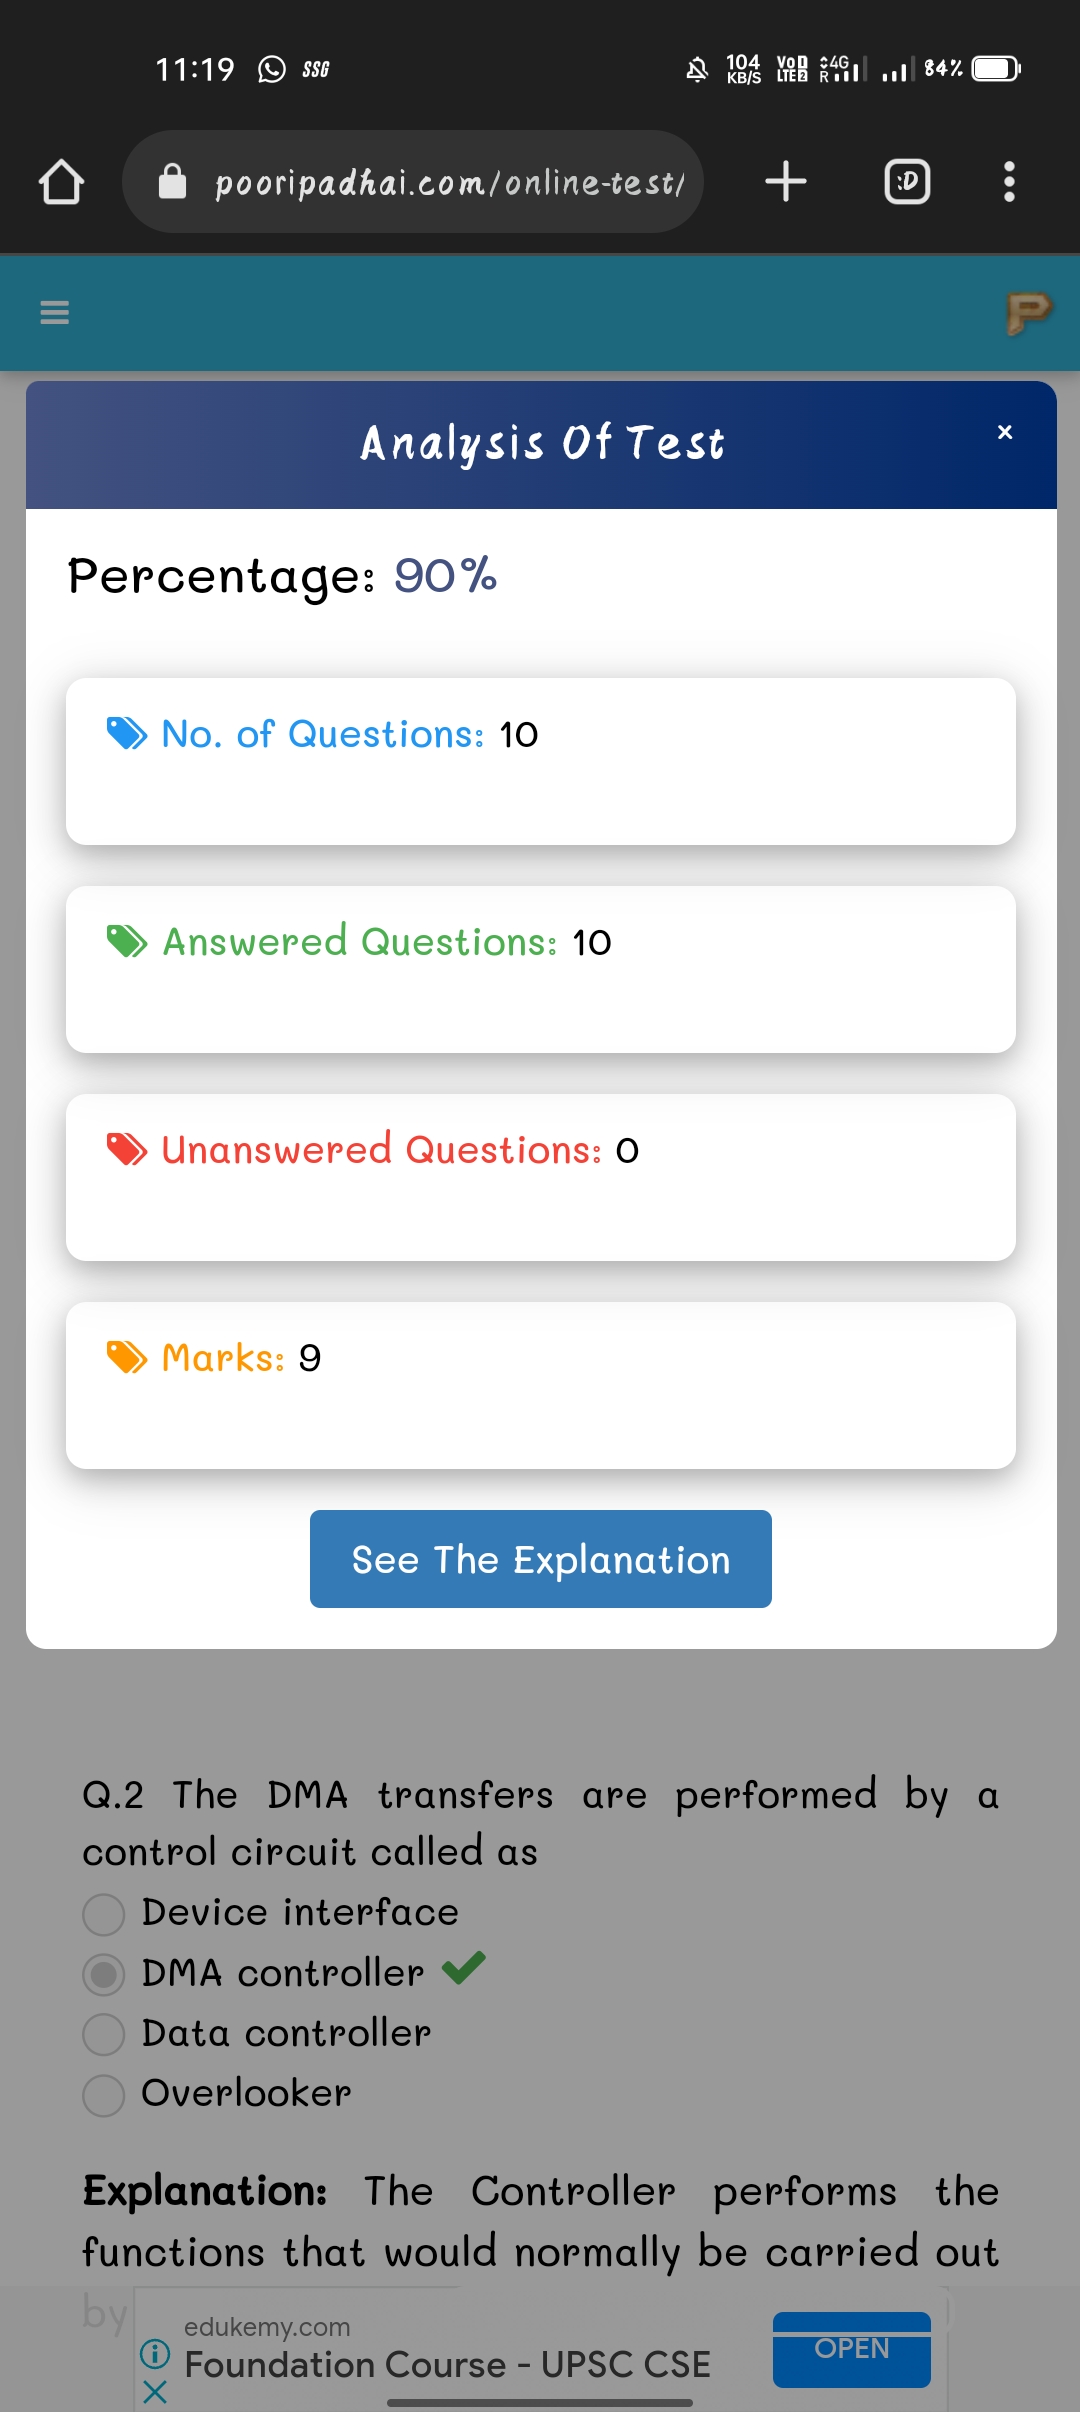 11:19 SSG 104 KB/S VoD LTE2 4G R 84%
pooripadhai.com/online-test/ :D
P
Analysis Of Test ×
Percentage: 90%
No. of Questions: 10
Answered Questions: 10
Unanswered Questions: 0
Marks: 9
See The Explanation
Q.2 The DMA transfers are performed by a
control circuit called as
Device interface
DMA controller
Data controller
Overlooker
Explanation: The Controller performs the
functions that would normally be carried out
by
edukemy.com
Foundation Course - UPSC CSE
OPEN